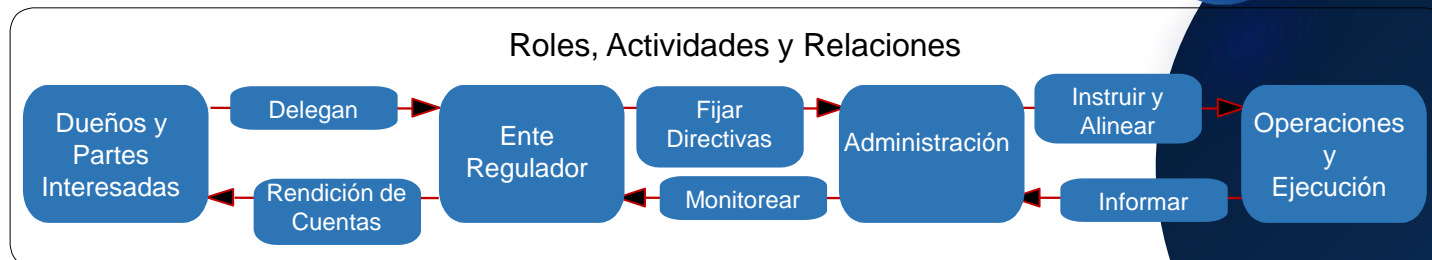 Roles, Actividades y Relaciones
Dueños y
Partes
Interesadas
Delegan
Rendición de
Cuentas
Ente
Regulador
Fijar
Directivas
Monitorear
Administración
Instruir y
Alinear
Informar
Operaciones
y
Ejecución